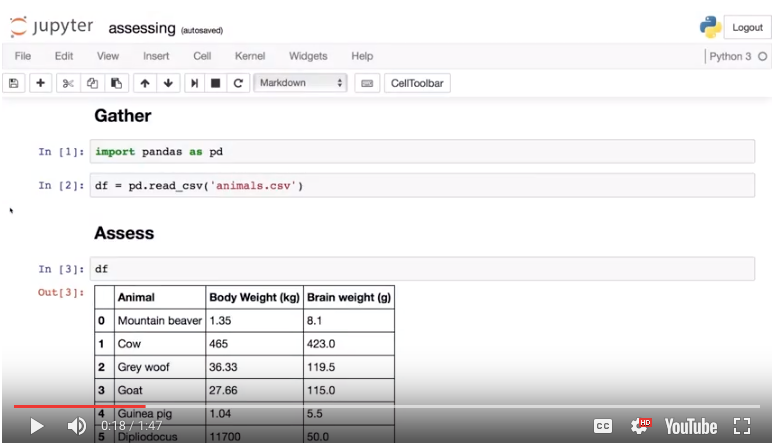 jupyter assessing (autosaved)
Logout
File Edit View Insert Cell Kernel Widgets Help
Python 3
Markdown
CellToolbar
Gather
In [1]: import pandas as pd
In [2]: df = pd.read_csv('animals.csv')
Assess
In [3]: df
Out[3]:
Animal Body Weight (kg) Brain weight (g)
0 Mountain beaver 1.35 8.1
1 Cow 465 423.0
2 Grey woof 36.33 119.5
3 Goat 27.66 115.0
4 Guinea pig 1.04 5.5
5 Dipliodocus 11700 50.0
0:18 / 1:47
CC
HD
YouTube